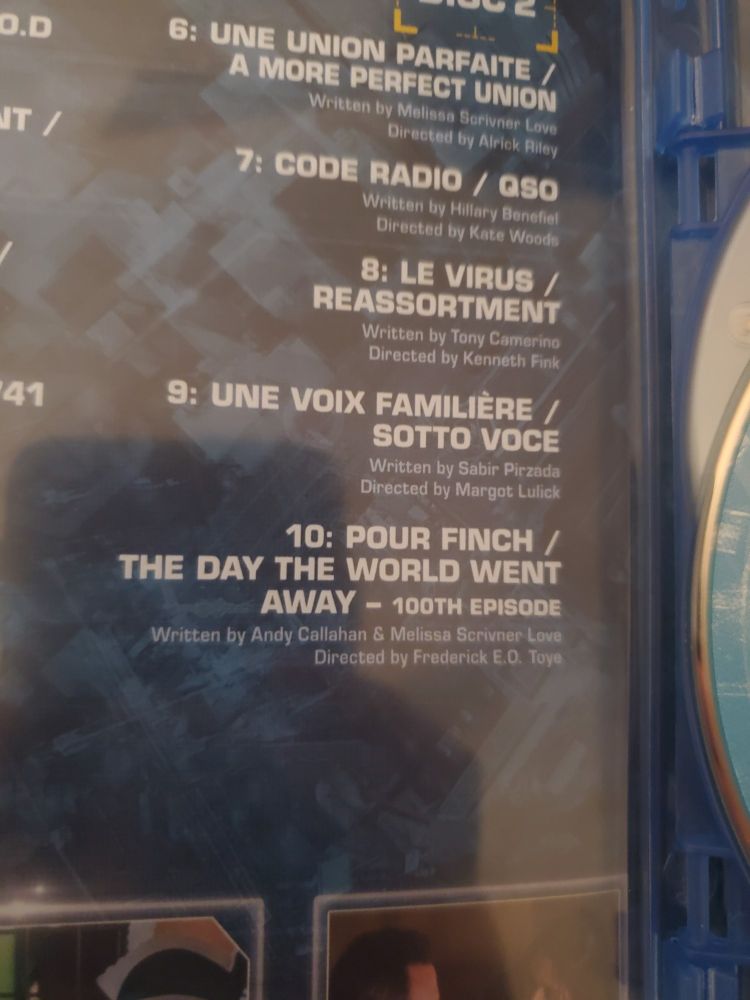 O.D
NT /
/
'41
DISC 2
6: UNE UNION PARFAITE /
A MORE PERFECT UNION
Written by Melissa Scrivner Love
Directed by Alrick Riley
7: CODE RADIO / QSO
Written by Hillary Benefiel
Directed by Kate Woods
8: LE VIRUS /
REASSORTMENT
Written by Tony Camerino
Directed by Kenneth Fink
9: UNE VOIX FAMILIÈRE /
SOTTO VOCE
Written by Sabir Pirzada
Directed by Margot Lulick
10: POUR FINCH /
THE DAY THE WORLD WENT
AWAY – 100TH EPISODE
Written by Andy Callahan & Melissa Scrivner Love
Directed by Frederick E.O. Toye